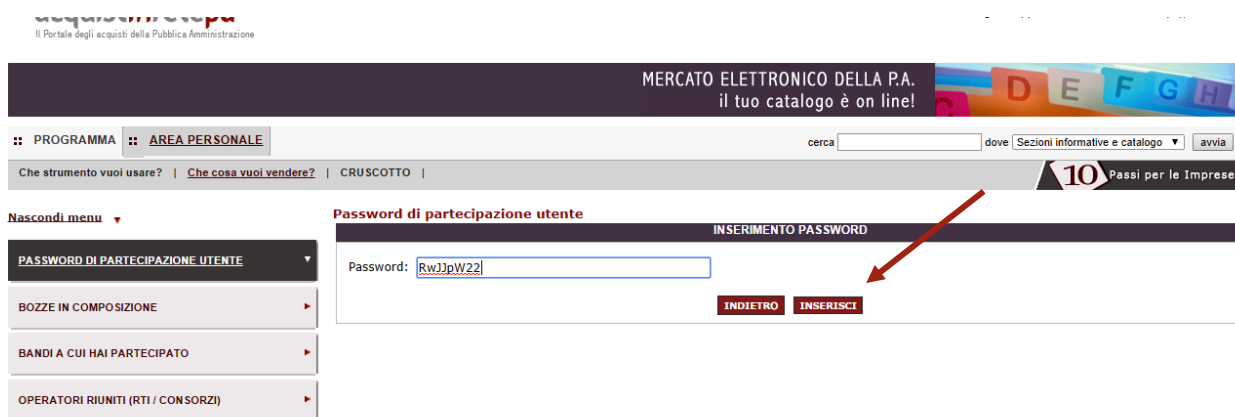 acquistinretepa
Il Portale degli acquisti della Pubblica Amministrazione
MERCATO ELETTRONICO DELLA P.A.
il tuo catalogo è on line!
D E F G H
:: PROGRAMMA :: AREA PERSONALE
cerca dove Sezioni informative e catalogo ▼ avvia
Che strumento vuoi usare? | Che cosa vuoi vendere? | CRUSCOTTO |
10 Passi per le Imprese
Nascondi menu ▼
Password di partecipazione utente
INSERIMENTO PASSWORD
PASSWORD DI PARTECIPAZIONE UTENTE
Password: RwJJpW22
INDIETRO INSERISCI
BOZZE IN COMPOSIZIONE
BANDI A CUI HAI PARTECIPATO
OPERATORI RIUNITI (RTI / CONSORZI)